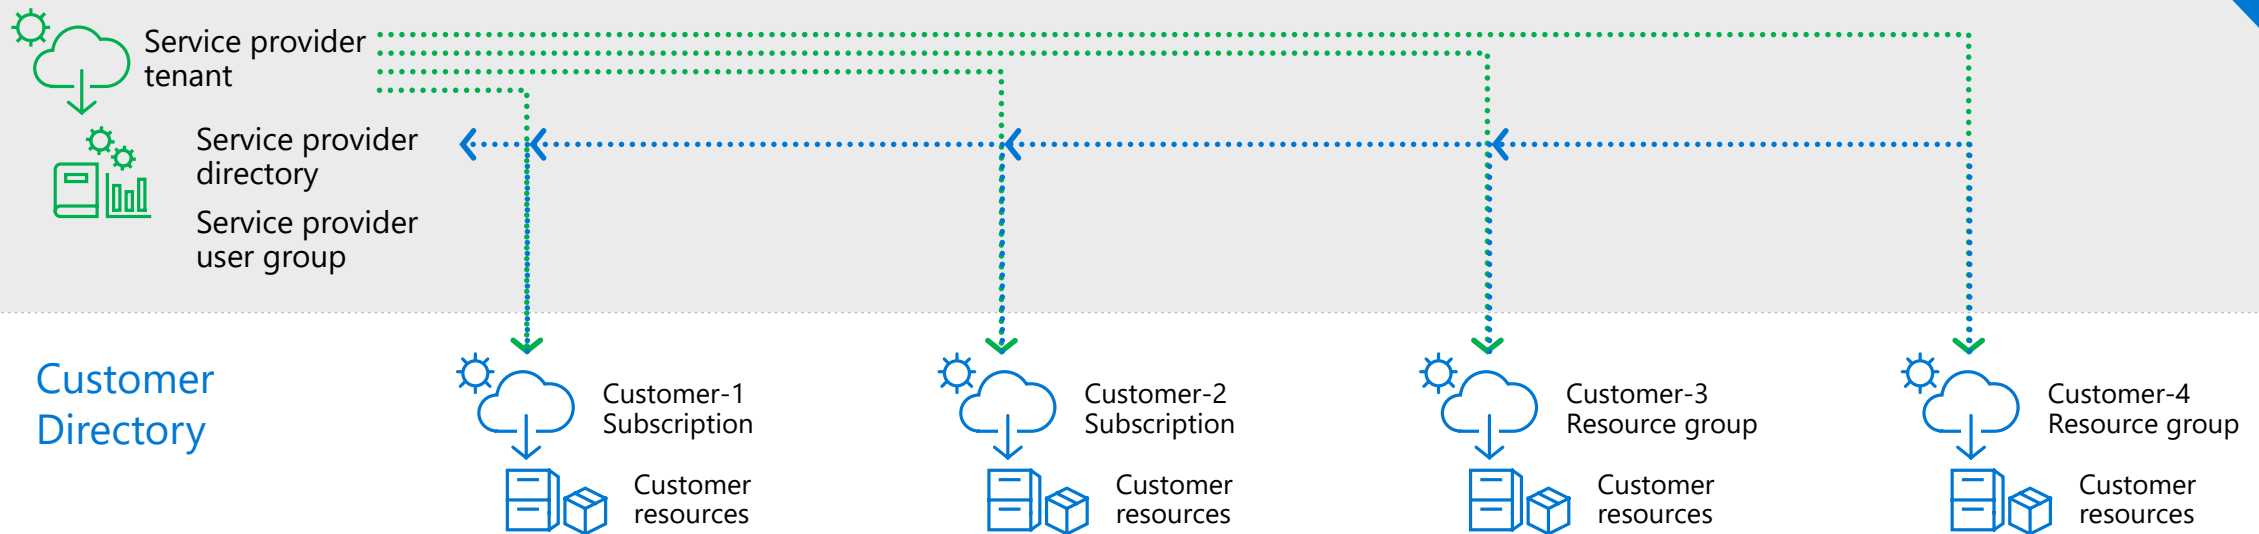 Service provider
tenant
Service provider
directory
Service provider
user group
Customer
Directory
Customer-1
Subscription
Customer
resources
Customer-2
Subscription
Customer
resources
Customer-3
Resource group
Customer
resources
Customer-4
Resource group
Customer
resources